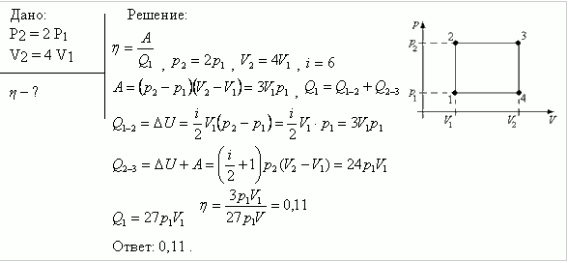 Дано:
P₂ = 2 P₁
V₂ = 4 V₁
η – ?
Решение:
η = A/Q₁ , p₂ = 2p₁ , V₂ = 4V₁ , i = 6
A = (p₂ – p₁)(V₂ – V₁) = 3V₁p₁ , Q₁ = Q₁₋₂ + Q₂₋₃
Q₁₋₂ = ΔU = i/2 V₁(p₂ – p₁) = i/2 V₁ · p₁ = 3V₁p₁
Q₂₋₃ = ΔU + A = (i/2 + 1) p₂ (V₂ – V₁) = 24p₁V₁
Q₁ = 27p₁V₁ η = 3p₁V₁/27p₁V = 0,11
Ответ: 0,11 .
P
P₂ 2 3
P₁ 1 4
V₁ V₂ V